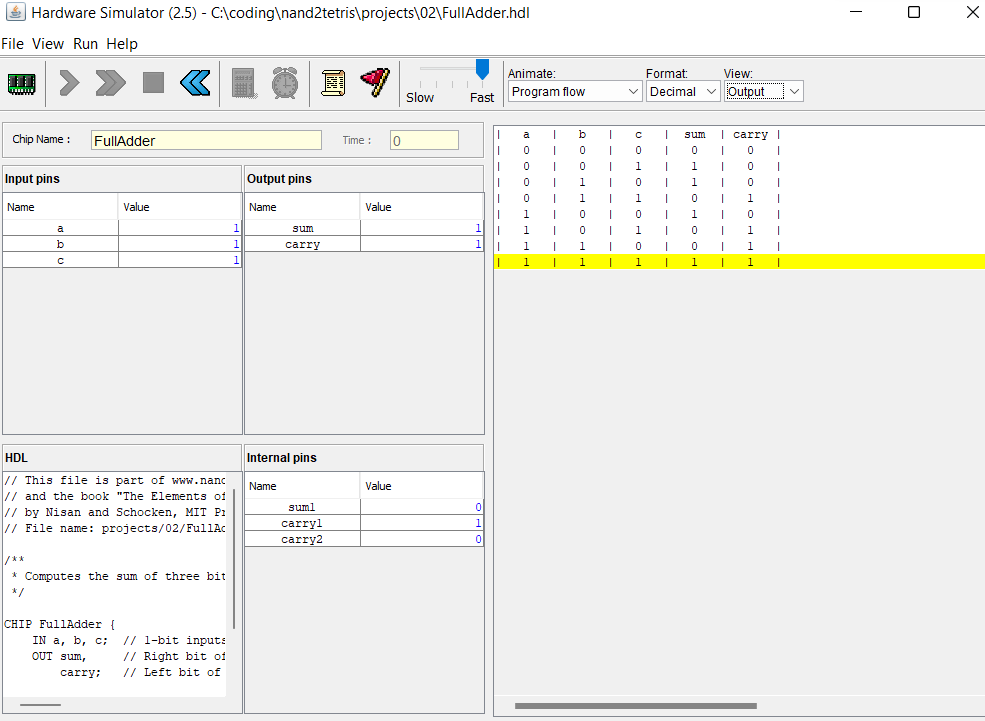 Hardware Simulator (2.5) - C:\coding\nand2tetris\projects\02\FullAdder.hdl
File View Run Help
Slow Fast
Animate: Format: View:
Program flow Decimal Output
Chip Name : FullAdder Time : 0
Input pins
Name Value
a 1
b 1
c 1
Output pins
Name Value
sum 1
carry 1
HDL
// This file is part of www.nand
// and the book "The Elements of
// by Nisan and Schocken, MIT Pr
// File name: projects/02/FullAd
/**
* Computes the sum of three bit
*/
CHIP FullAdder {
IN a, b, c; // 1-bit inputs
OUT sum, // Right bit of
carry; // Left bit of
Internal pins
Name Value
sum1 0
carry1 1
carry2 0
| a | b | c | sum | carry |
| 0 | 0 | 0 | 0 | 0 |
| 0 | 0 | 1 | 1 | 0 |
| 0 | 1 | 0 | 1 | 0 |
| 0 | 1 | 1 | 0 | 1 |
| 1 | 0 | 0 | 1 | 0 |
| 1 | 0 | 1 | 0 | 1 |
| 1 | 1 | 0 | 0 | 1 |
| 1 | 1 | 1 | 1 | 1 |